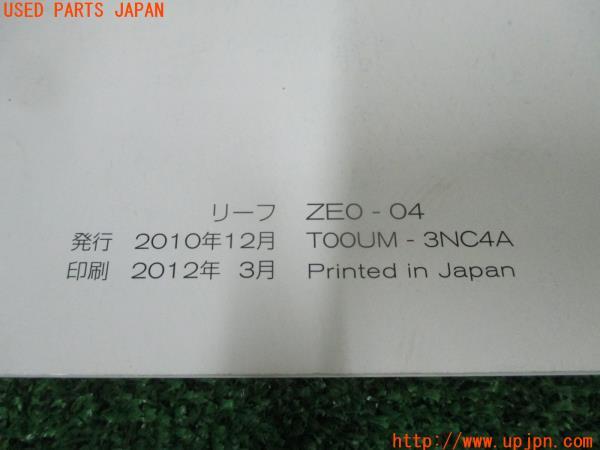 USED PARTS JAPAN
リーフ ZE0 - 04
発行 2010年12月 T00UM - 3NC4A
印刷 2012年 3月 Printed in Japan
http://www.upjpn.com/